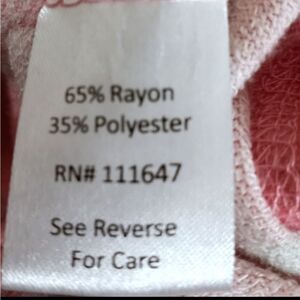 65% Rayon
35% Polyester
RN# 111647
See Reverse
For Care